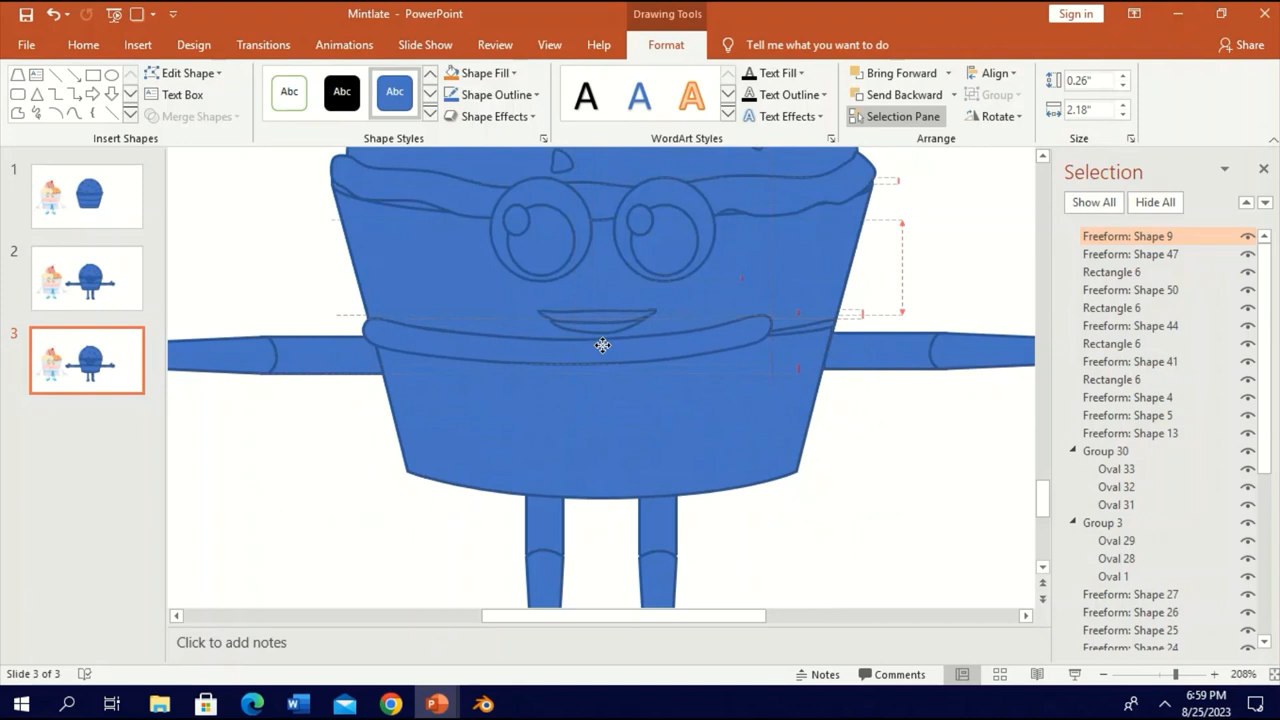 Mintlate - PowerPoint
Drawing Tools
Sign in
File Home Insert Design Transitions Animations Slide Show Review View Help Format Tell me what you want to do Share
Edit Shape
Text Box
Merge Shapes
Insert Shapes
Abc Abc Abc
Shape Fill
Shape Outline
Shape Effects
Shape Styles
A A A
Text Fill
Text Outline
Text Effects
WordArt Styles
Bring Forward
Send Backward
Selection Pane
Align
Group
Rotate
Arrange
0.26"
2.18"
Size
1
2
3
Selection
Show All Hide All
Freeform: Shape 9
Freeform: Shape 47
Rectangle 6
Freeform: Shape 50
Rectangle 6
Freeform: Shape 44
Rectangle 6
Freeform: Shape 41
Rectangle 6
Freeform: Shape 4
Freeform: Shape 5
Freeform: Shape 13
Group 30
Oval 33
Oval 32
Oval 31
Group 3
Oval 29
Oval 28
Oval 1
Freeform: Shape 27
Freeform: Shape 26
Freeform: Shape 25
Freeform: Shape 24
Click to add notes
Slide 3 of 3
Notes Comments 208%
6:59 PM
8/25/2023